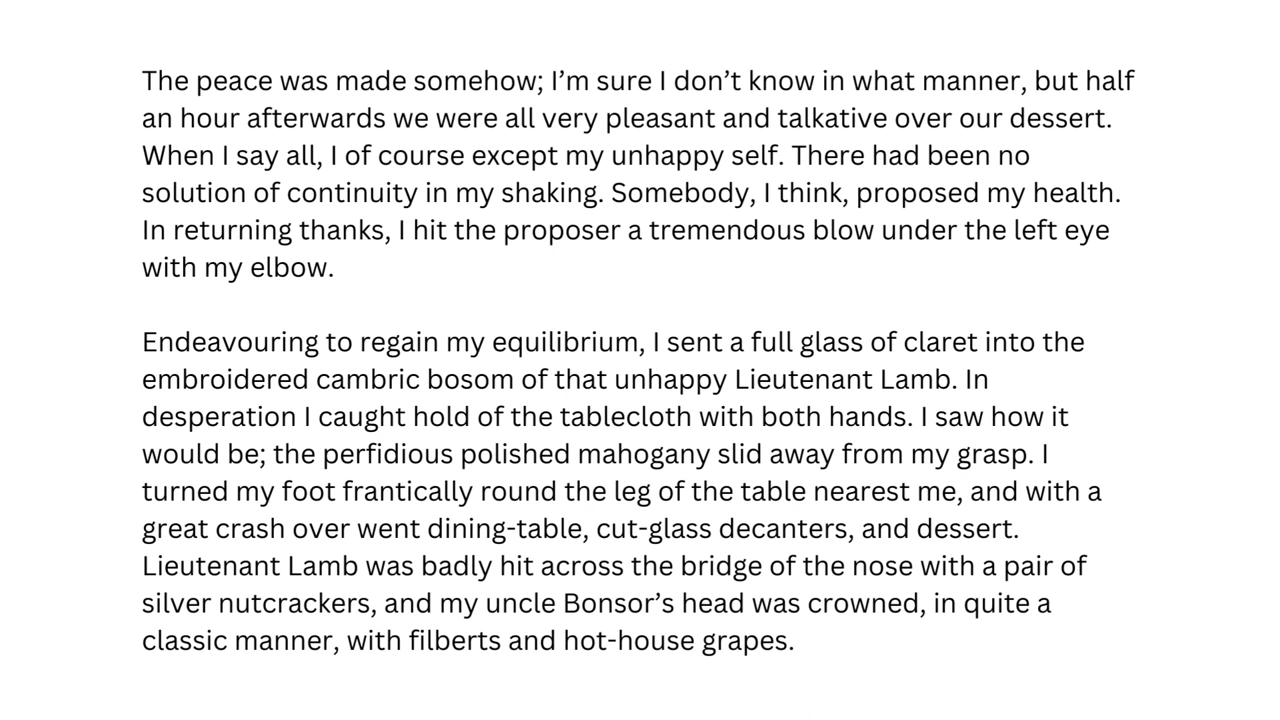 The peace was made somehow; I’m sure I don’t know in what manner, but half
an hour afterwards we were all very pleasant and talkative over our dessert.
When I say all, I of course except my unhappy self. There had been no
solution of continuity in my shaking. Somebody, I think, proposed my health.
In returning thanks, I hit the proposer a tremendous blow under the left eye
with my elbow.
Endeavouring to regain my equilibrium, I sent a full glass of claret into the
embroidered cambric bosom of that unhappy Lieutenant Lamb. In
desperation I caught hold of the tablecloth with both hands. I saw how it
would be; the perfidious polished mahogany slid away from my grasp. I
turned my foot frantically round the leg of the table nearest me, and with a
great crash over went dining-table, cut-glass decanters, and dessert.
Lieutenant Lamb was badly hit across the bridge of the nose with a pair of
silver nutcrackers, and my uncle Bonsor’s head was crowned, in quite a
classic manner, with filberts and hot-house grapes.